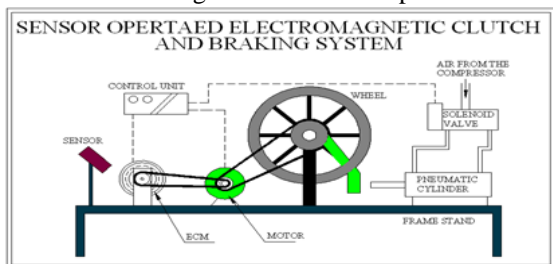 SENSOR OPERTAED ELECTROMAGNETIC CLUTCH
AND BRAKING SYSTEM
AIR FROM THE
COMPRESSOR
CONTROL UNIT
WHEEL
SOLENOID
VALVE
SENSOR
PNEUMATIC
CYLINDER
FRAME STAND
ECM
MOTOR